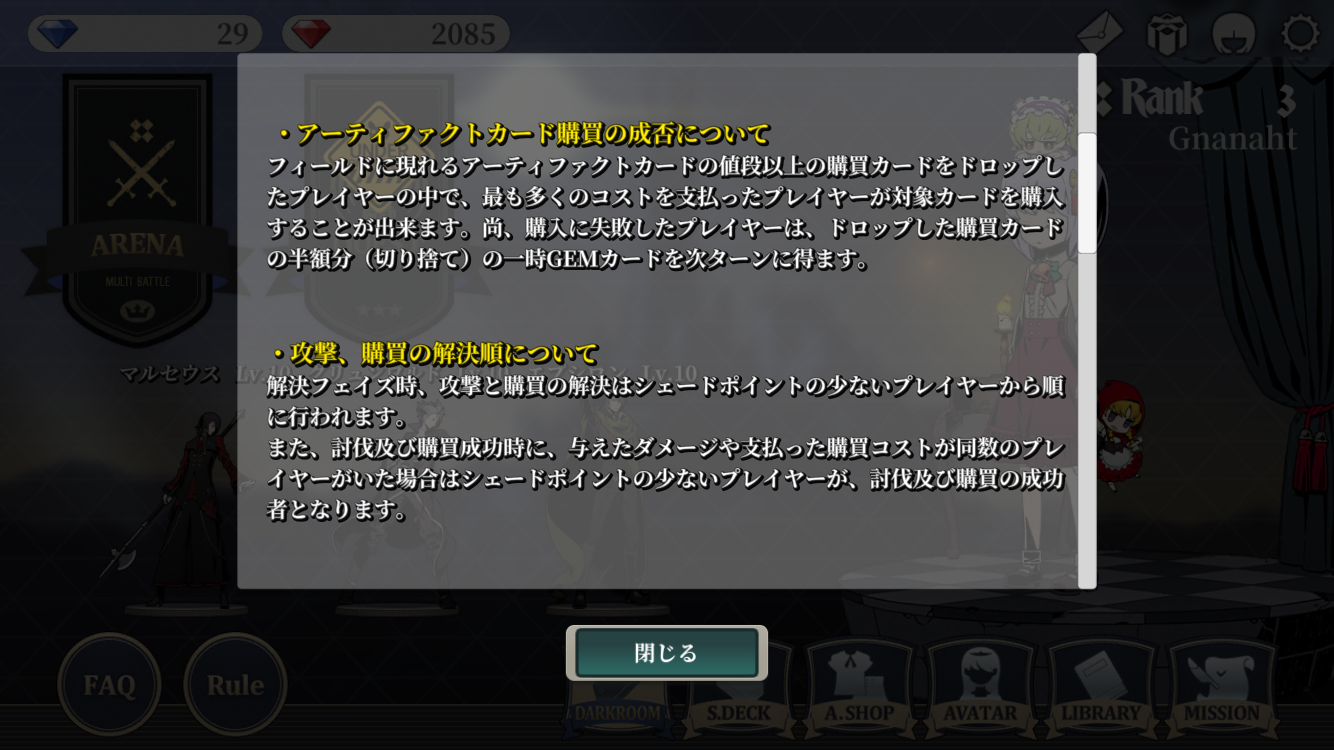 29
2085
Rank 3
Gnanaht
・アーティファクトカード購買の成否について
フィールドに現れるアーティファクトカードの値段以上の購買カードをドロップし
たプレイヤーの中で、最も多くのコストを支払ったプレイヤーが対象カードを購入
することが出来ます。尚、購入に失敗したプレイヤーは、ドロップした購買カード
の半額分（切り捨て）の一時GEMカードを次ターンに得ます。
ARENA
MULTI BATTLE
・攻撃、購買の解決順について
マルセウス Lv.10
Lv.10
解決フェイズ時、攻撃と購買の解決はシェードポイントの少ないプレイヤーから順
に行われます。
また、討伐及び購買成功時に、与えたダメージや支払った購買コストが同数のプレ
イヤーがいた場合はシェードポイントの少ないプレイヤーが、討伐及び購買の成功
者となります。
閉じる
FAQ
Rule
DARKROOM
S.DECK
A.SHOP
AVATAR
LIBRARY
MISSION